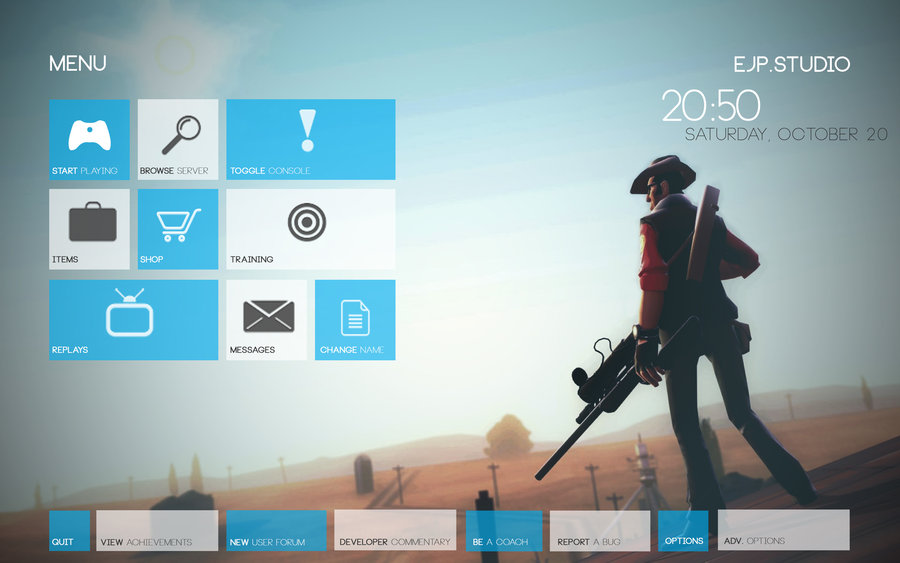 MENU
EJP.STUDIO
20:50
SATURDAY, OCTOBER 20
START PLAYING
BROWSE SERVER
TOGGLE CONSOLE
ITEMS
SHOP
TRAINING
REPLAYS
MESSAGES
CHANGE NAME
QUIT
VIEW ACHIEVEMENTS
NEW USER FORUM
DEVELOPER COMMENTARY
BE A COACH
REPORT A BUG
OPTIONS
ADV. OPTIONS